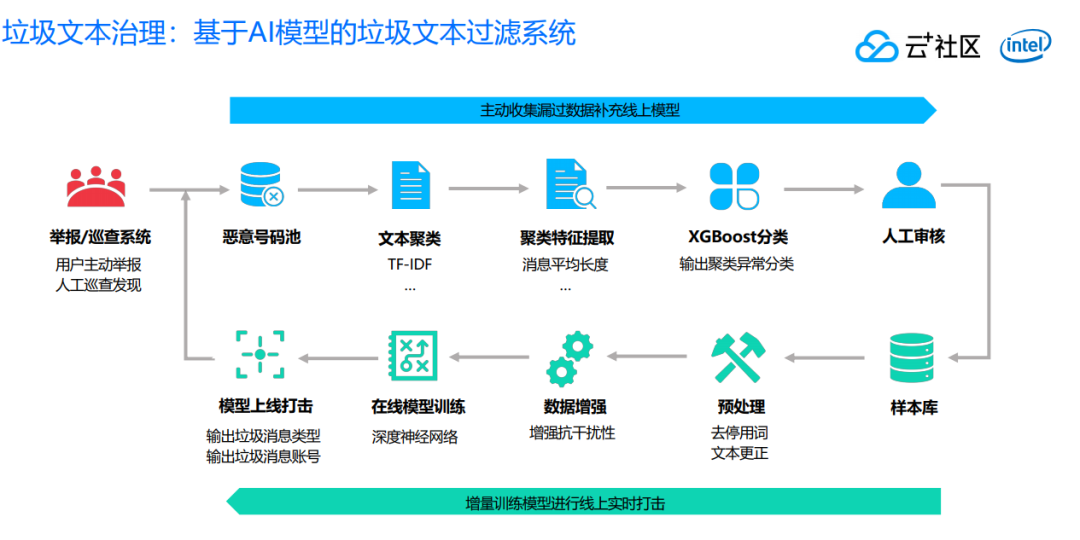 垃圾文本治理：基于AI模型的垃圾文本过滤系统
云+社区
intel
主动收集漏过数据补充线上模型
举报/巡查系统
用户主动举报
人工巡查发现
恶意号码池
文本聚类
TF-IDF
...
聚类特征提取
消息平均长度
...
XGBoost分类
输出聚类异常分类
人工审核
模型上线打击
输出垃圾消息类型
输出垃圾消息账号
在线模型训练
深度神经网络
数据增强
增强抗干扰性
预处理
去停用词
文本更正
样本库
增量训练模型进行线上实时打击